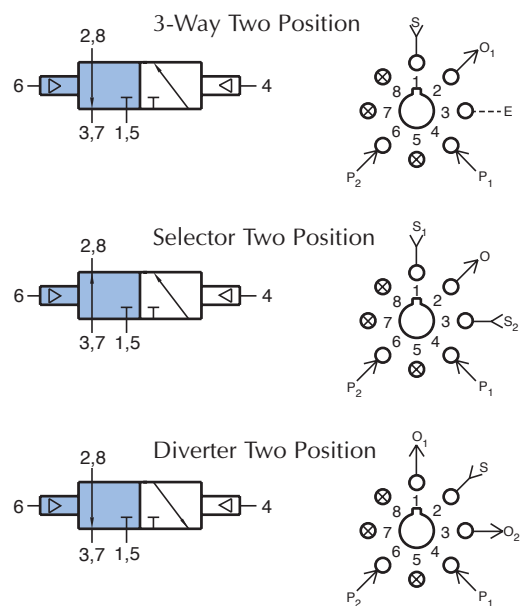 3-Way Two Position
2,8
6
4
3,7 1,5
S
O1
1
8 2
7 3
E
6 4
5
P2
P1
Selector Two Position
2,8
6
4
3,7 1,5
S1
O
1
8 2
7 3
S2
6 4
5
P2
P1
Diverter Two Position
2,8
6
4
3,7 1,5
O1
S
1
8 2
7 3
O2
6 4
5
P2
P1